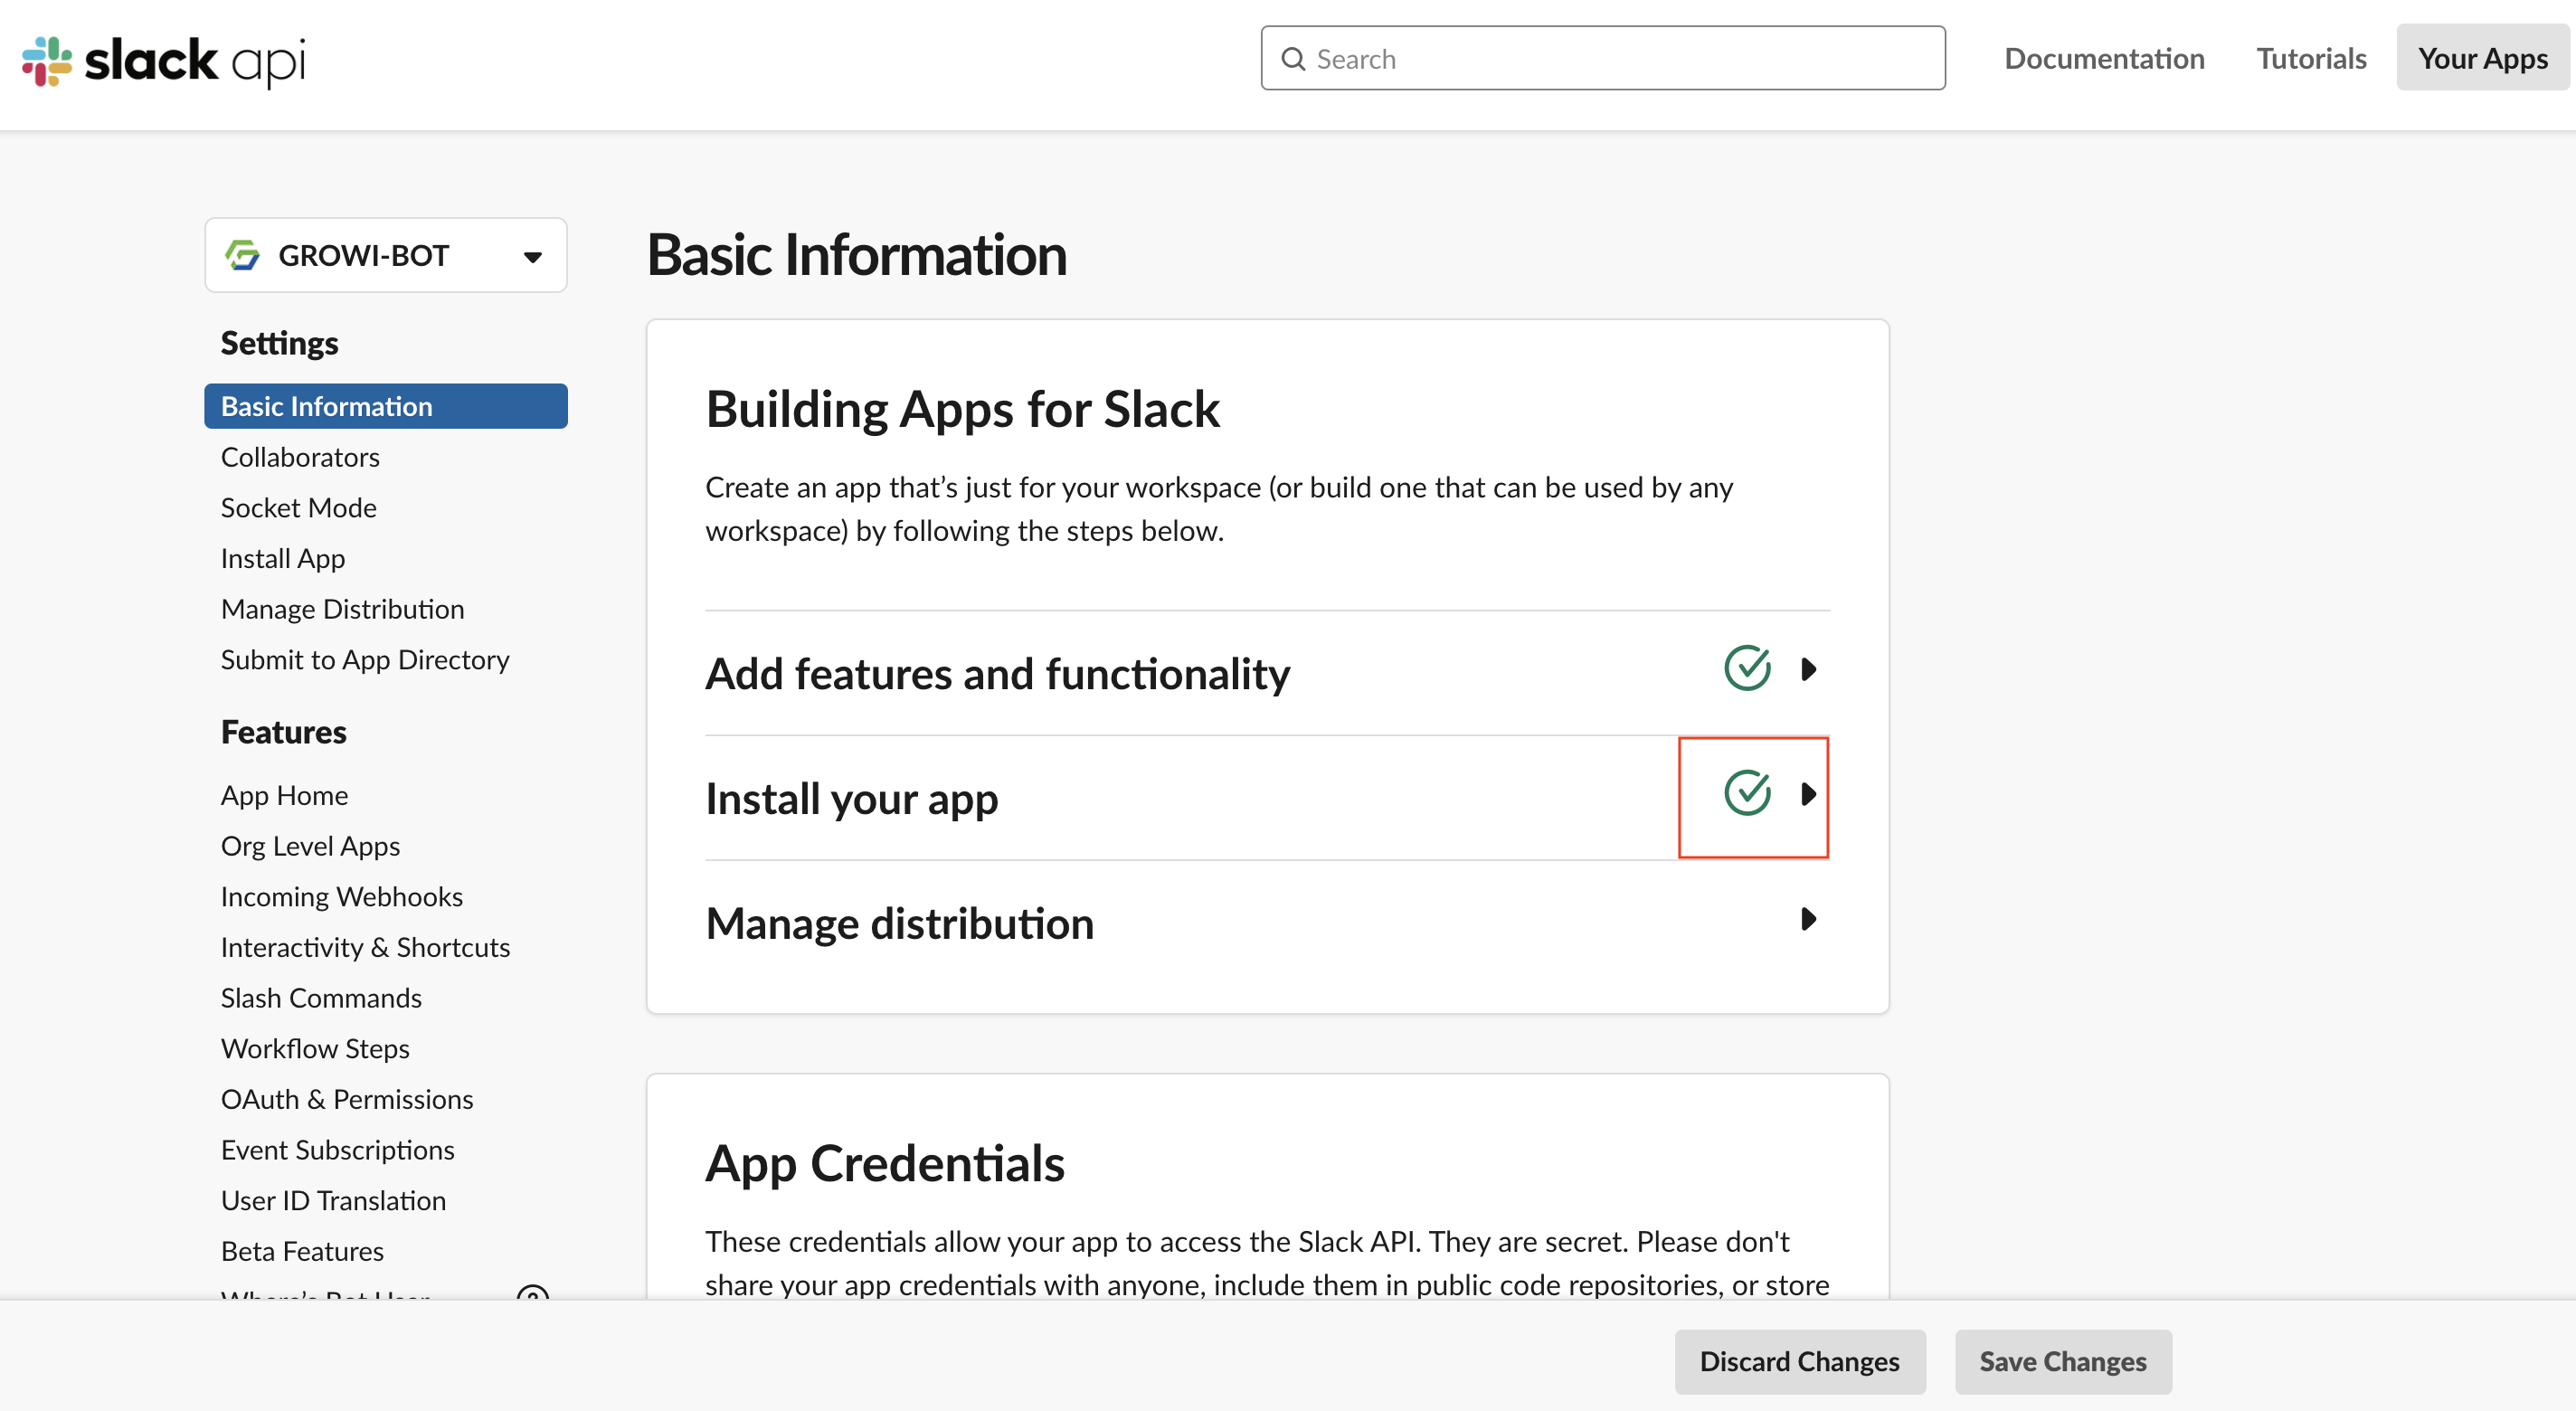 slack api
Search
Documentation
Tutorials
Your Apps
GROWI-BOT
Settings
Basic Information
Collaborators
Socket Mode
Install App
Manage Distribution
Submit to App Directory
Features
App Home
Org Level Apps
Incoming Webhooks
Interactivity & Shortcuts
Slash Commands
Workflow Steps
OAuth & Permissions
Event Subscriptions
User ID Translation
Beta Features
Where's Bot User
Basic Information
Building Apps for Slack
Create an app that’s just for your workspace (or build one that can be used by any
workspace) by following the steps below.
Add features and functionality
Install your app
Manage distribution
App Credentials
These credentials allow your app to access the Slack API. They are secret. Please don't
share your app credentials with anyone, include them in public code repositories, or store
Discard Changes
Save Changes